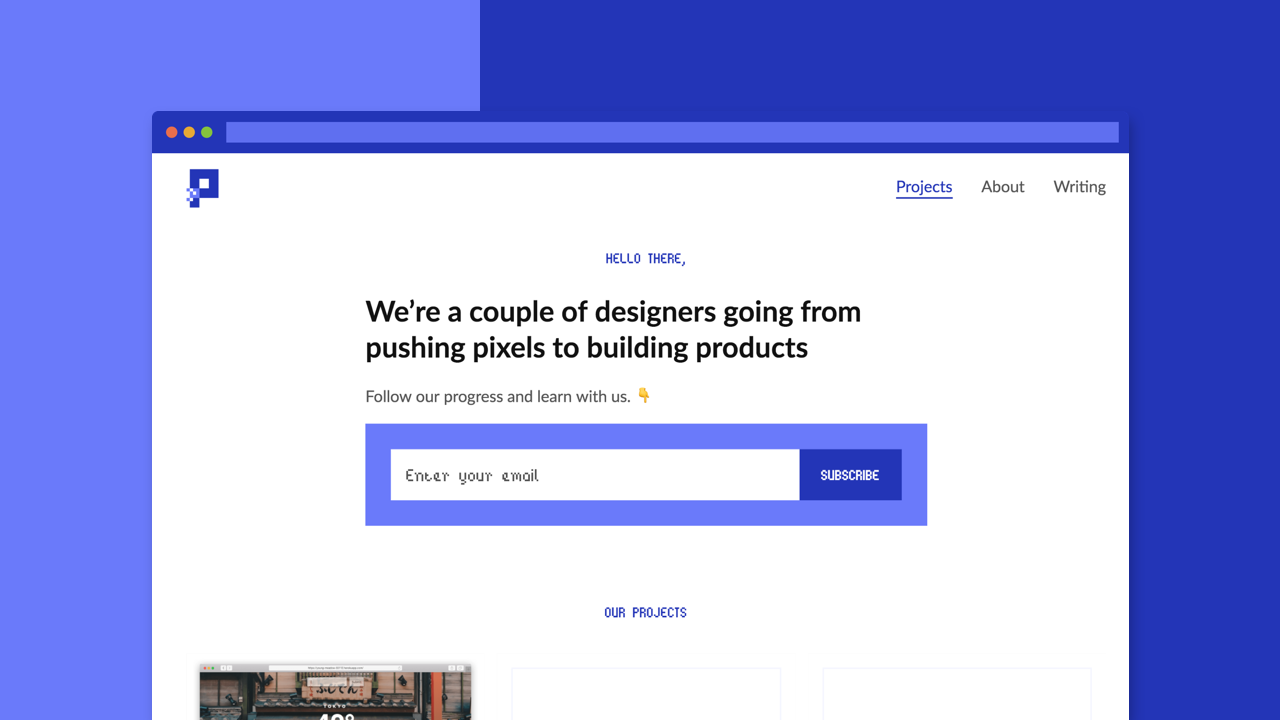 Projects About Writing
HELLO THERE,
We’re a couple of designers going from
pushing pixels to building products
Follow our progress and learn with us. 👇
Enter your email SUBSCRIBE
OUR PROJECTS
TOKYO